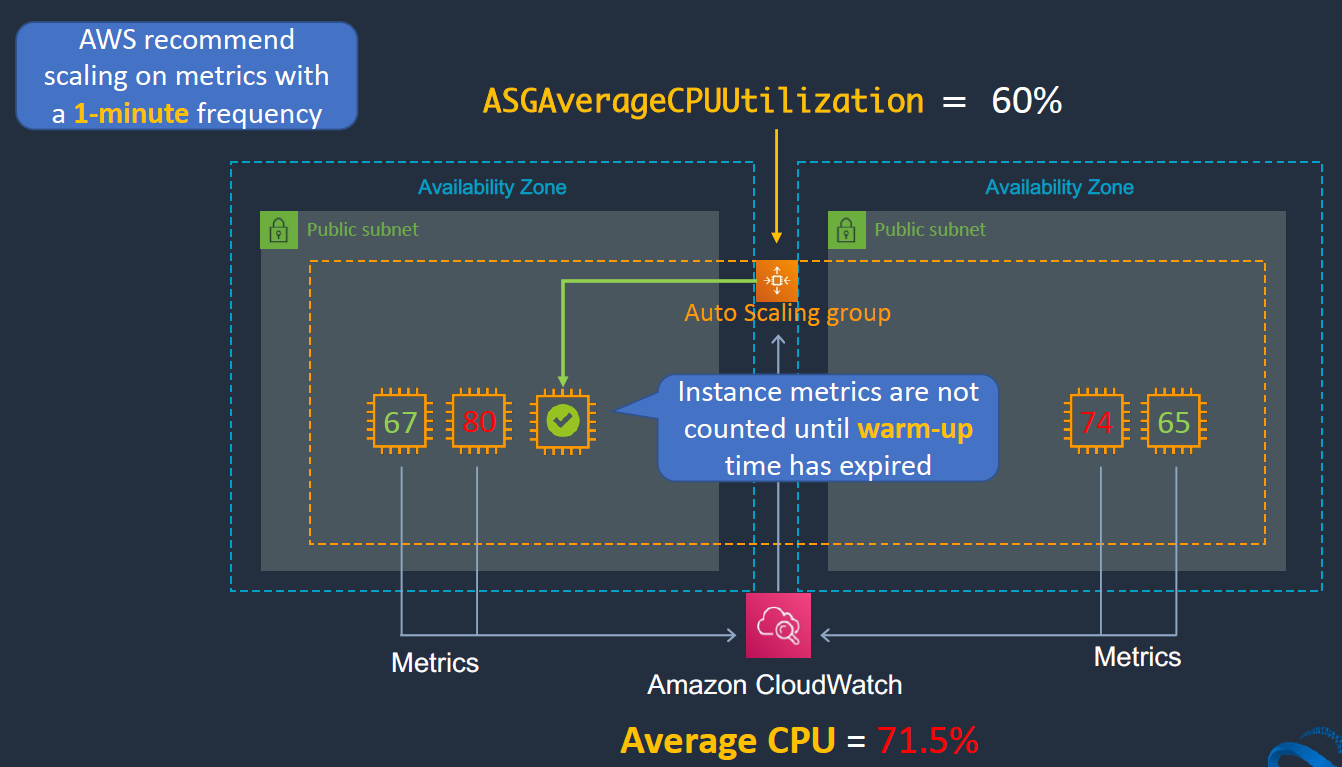 AWS recommend
scaling on metrics with
a 1-minute frequency
ASGAverageCPUUtilization = 60%
Availability Zone
Availability Zone
Public subnet
Public subnet
Auto Scaling group
67
80
Instance metrics are not
counted until warm-up
time has expired
74
65
Metrics
Metrics
Amazon CloudWatch
Average CPU = 71.5%